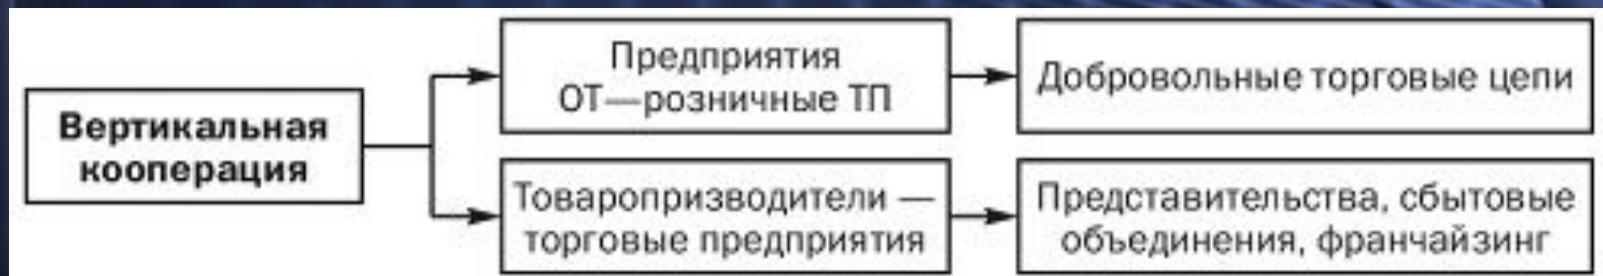 Вертикальная
кооперация
Предприятия
ОТ—розничные ТП
Добровольные торговые цепи
Товаропризводители —
торговые предприятия
Представительства, сбытовые
объединения, франчайзинг